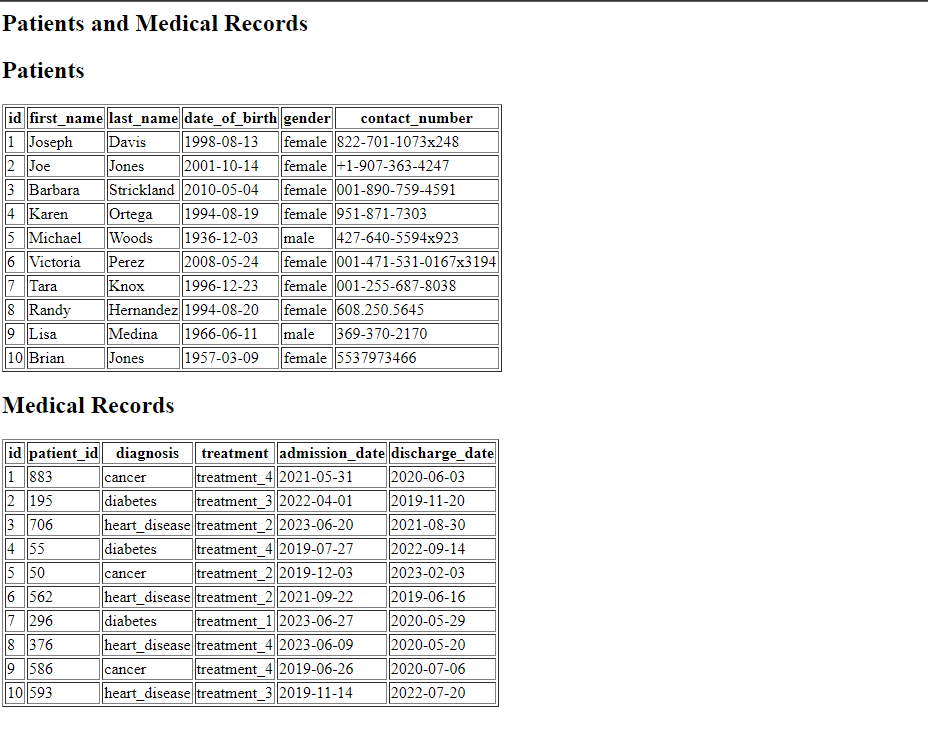 Patients and Medical Records
Patients
id first_name last_name date_of_birth gender contact_number
1 Joseph Davis 1998-08-13 female 822-701-1073x248
2 Joe Jones 2001-10-14 female +1-907-363-4247
3 Barbara Strickland 2010-05-04 female 001-890-759-4591
4 Karen Ortega 1994-08-19 female 951-871-7303
5 Michael Woods 1936-12-03 male 427-640-5594x923
6 Victoria Perez 2008-05-24 female 001-471-531-0167x3194
7 Tara Knox 1996-12-23 female 001-255-687-8038
8 Randy Hernandez 1994-08-20 female 608.250.5645
9 Lisa Medina 1966-06-11 male 369-370-2170
10 Brian Jones 1957-03-09 female 5537973466
Medical Records
id patient_id diagnosis treatment admission_date discharge_date
1 883 cancer treatment_4 2021-05-31 2020-06-03
2 195 diabetes treatment_3 2022-04-01 2019-11-20
3 706 heart_disease treatment_2 2023-06-20 2021-08-30
4 55 diabetes treatment_4 2019-07-27 2022-09-14
5 50 cancer treatment_2 2019-12-03 2023-02-03
6 562 heart_disease treatment_2 2021-09-22 2019-06-16
7 296 diabetes treatment_1 2023-06-27 2020-05-29
8 376 heart_disease treatment_4 2023-06-09 2020-05-20
9 586 cancer treatment_4 2019-06-26 2020-07-06
10 593 heart_disease treatment_3 2019-11-14 2022-07-20